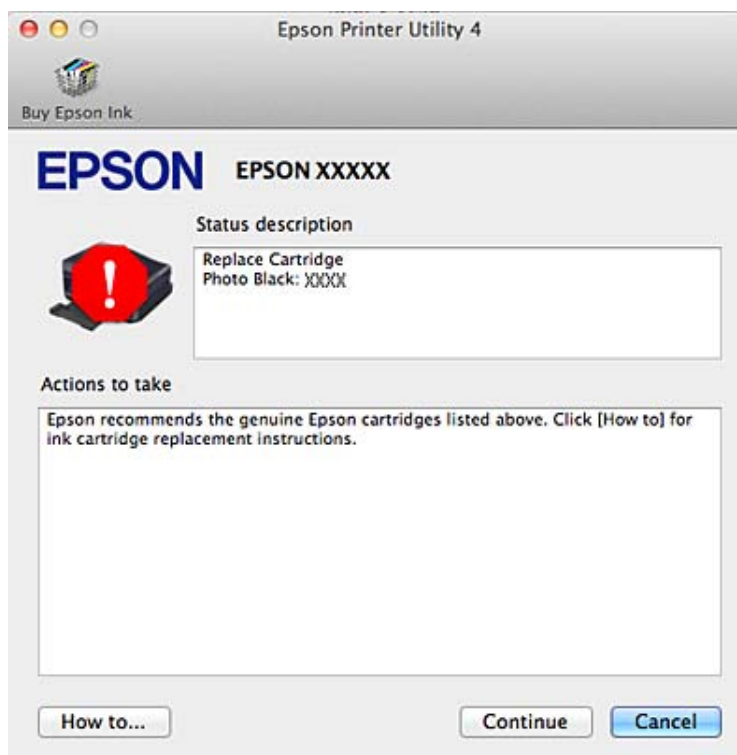 Epson Printer Utility 4
Buy Epson Ink
EPSON
EPSON XXXXX
Status description
Replace Cartridge
Photo Black: XXXX
Actions to take
Epson recommends the genuine Epson cartridges listed above. Click [How to] for
ink cartridge replacement instructions.
How to...
Continue
Cancel